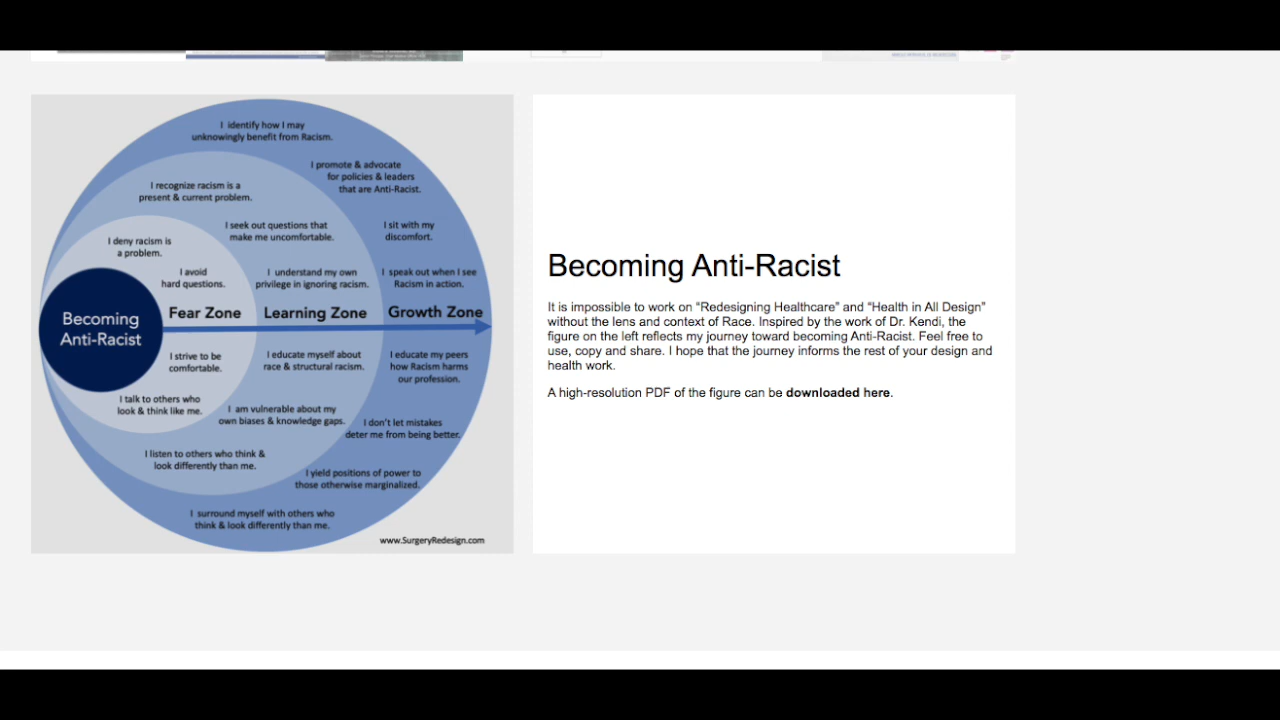 I identify how I may
unknowingly benefit from Racism.
I promote & advocate
for policies & leaders
that are Anti-Racist.
I recognize racism is a
present & current problem.
I seek out questions that
make me uncomfortable.
I sit with my
discomfort.
I deny racism is
a problem.
I avoid
hard questions.
I understand my own
privilege in ignoring racism.
I speak out when I see
Racism in action.
Becoming
Anti-Racist
Fear Zone
Learning Zone
Growth Zone
I strive to be
comfortable.
I educate myself about
race & structural racism.
I educate my peers
how Racism harms
our profession.
I talk to others who
look & think like me.
I am vulnerable about my
own biases & knowledge gaps.
I don't let mistakes
deter me from being better.
I listen to others who think &
look differently than me.
I yield positions of power to
those otherwise marginalized.
I surround myself with others who
think & look differently than me.
www.SurgeryRedesign.com
Becoming Anti-Racist
It is impossible to work on “Redesigning Healthcare” and “Health in All Design”
without the lens and context of Race. Inspired by the work of Dr. Kendi, the
figure on the left reflects my journey toward becoming Anti-Racist. Feel free to
use, copy and share. I hope that the journey informs the rest of your design and
health work.
A high-resolution PDF of the figure can be downloaded here.